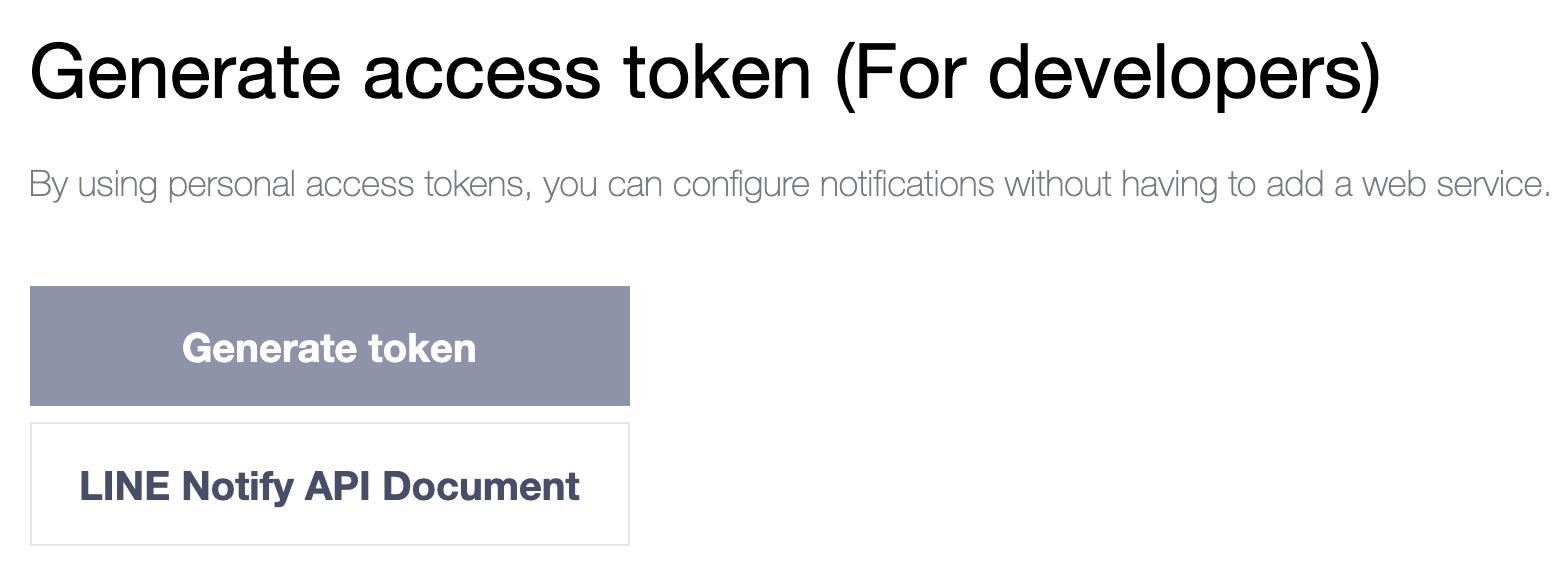 Generate access token (For developers)
By using personal access tokens, you can configure notifications without having to add a web service.
Generate token
LINE Notify API Document